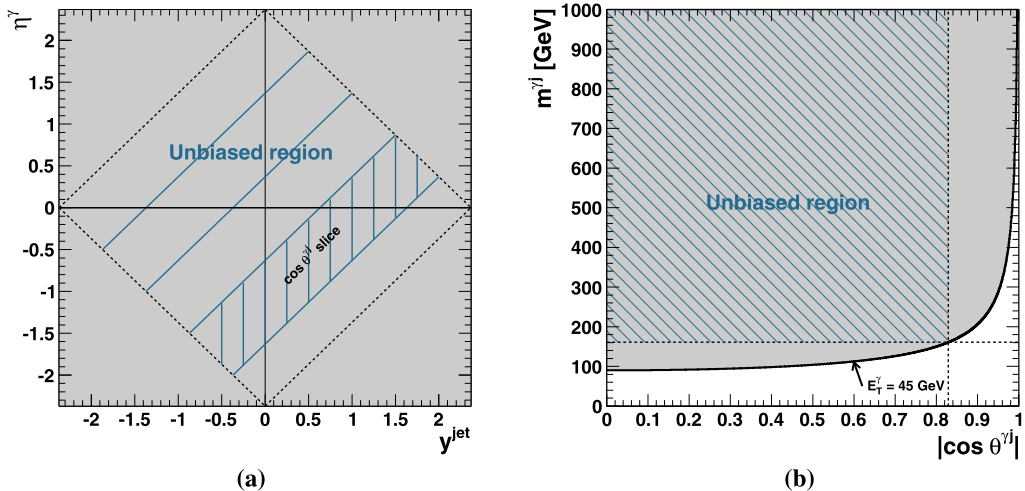 η^γ
2
1.5
1
0.5
0
-0.5
-1
-1.5
-2
Unbiased region
cos θ^γj slice
-2 -1.5 -1 -0.5 0 0.5 1 1.5 2
y^jet
(a)
m^γj [GeV]
1000
900
800
700
600
500
400
300
200
100
0
Unbiased region
E_T^γ = 45 GeV
0 0.1 0.2 0.3 0.4 0.5 0.6 0.7 0.8 0.9 1
|cos θ^γj|
(b)